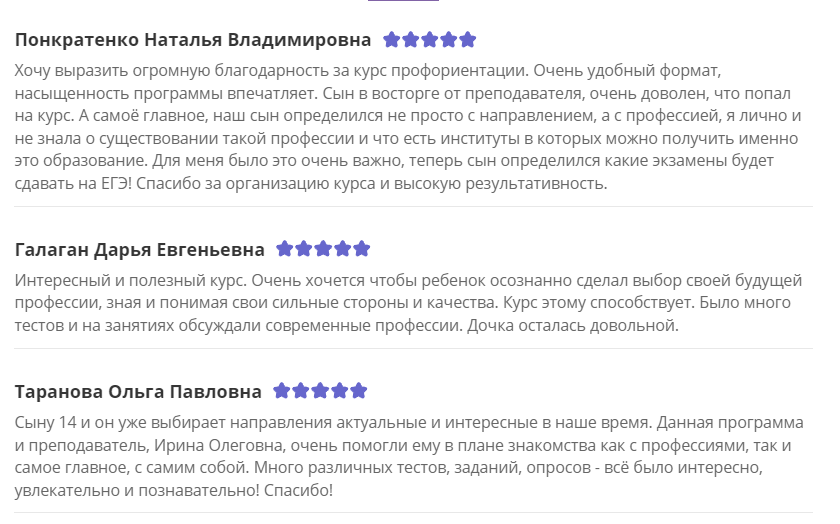 Понкратенко Наталья Владимировна
Хочу выразить огромную благодарность за курс профориентации. Очень удобный формат,
насыщенность программы впечатляет. Сын в восторге от преподавателя, очень доволен, что попал
на курс. А самоё главное, наш сын определился не просто с направлением, а с профессией, я лично и
не знала о существовании такой профессии и что есть институты в которых можно получить именно
это образование. Для меня было это очень важно, теперь сын определился какие экзамены будет
сдавать на ЕГЭ! Спасибо за организацию курса и высокую результативность.
Галаган Дарья Евгеньевна
Интересный и полезный курс. Очень хочется чтобы ребенок осознанно сделал выбор своей будущей
профессии, зная и понимая свои сильные стороны и качества. Курс этому способствует. Было много
тестов и на занятиях обсуждали современные профессии. Дочка осталась довольной.
Таранова Ольга Павловна
Сыну 14 и он уже выбирает направления актуальные и интересные в наше время. Данная программа
и преподаватель, Ирина Олеговна, очень помогли ему в плане знакомства как с профессиями, так и
самое главное, с самим собой. Много различных тестов, заданий, опросов - всё было интересно,
увлекательно и познавательно! Спасибо!